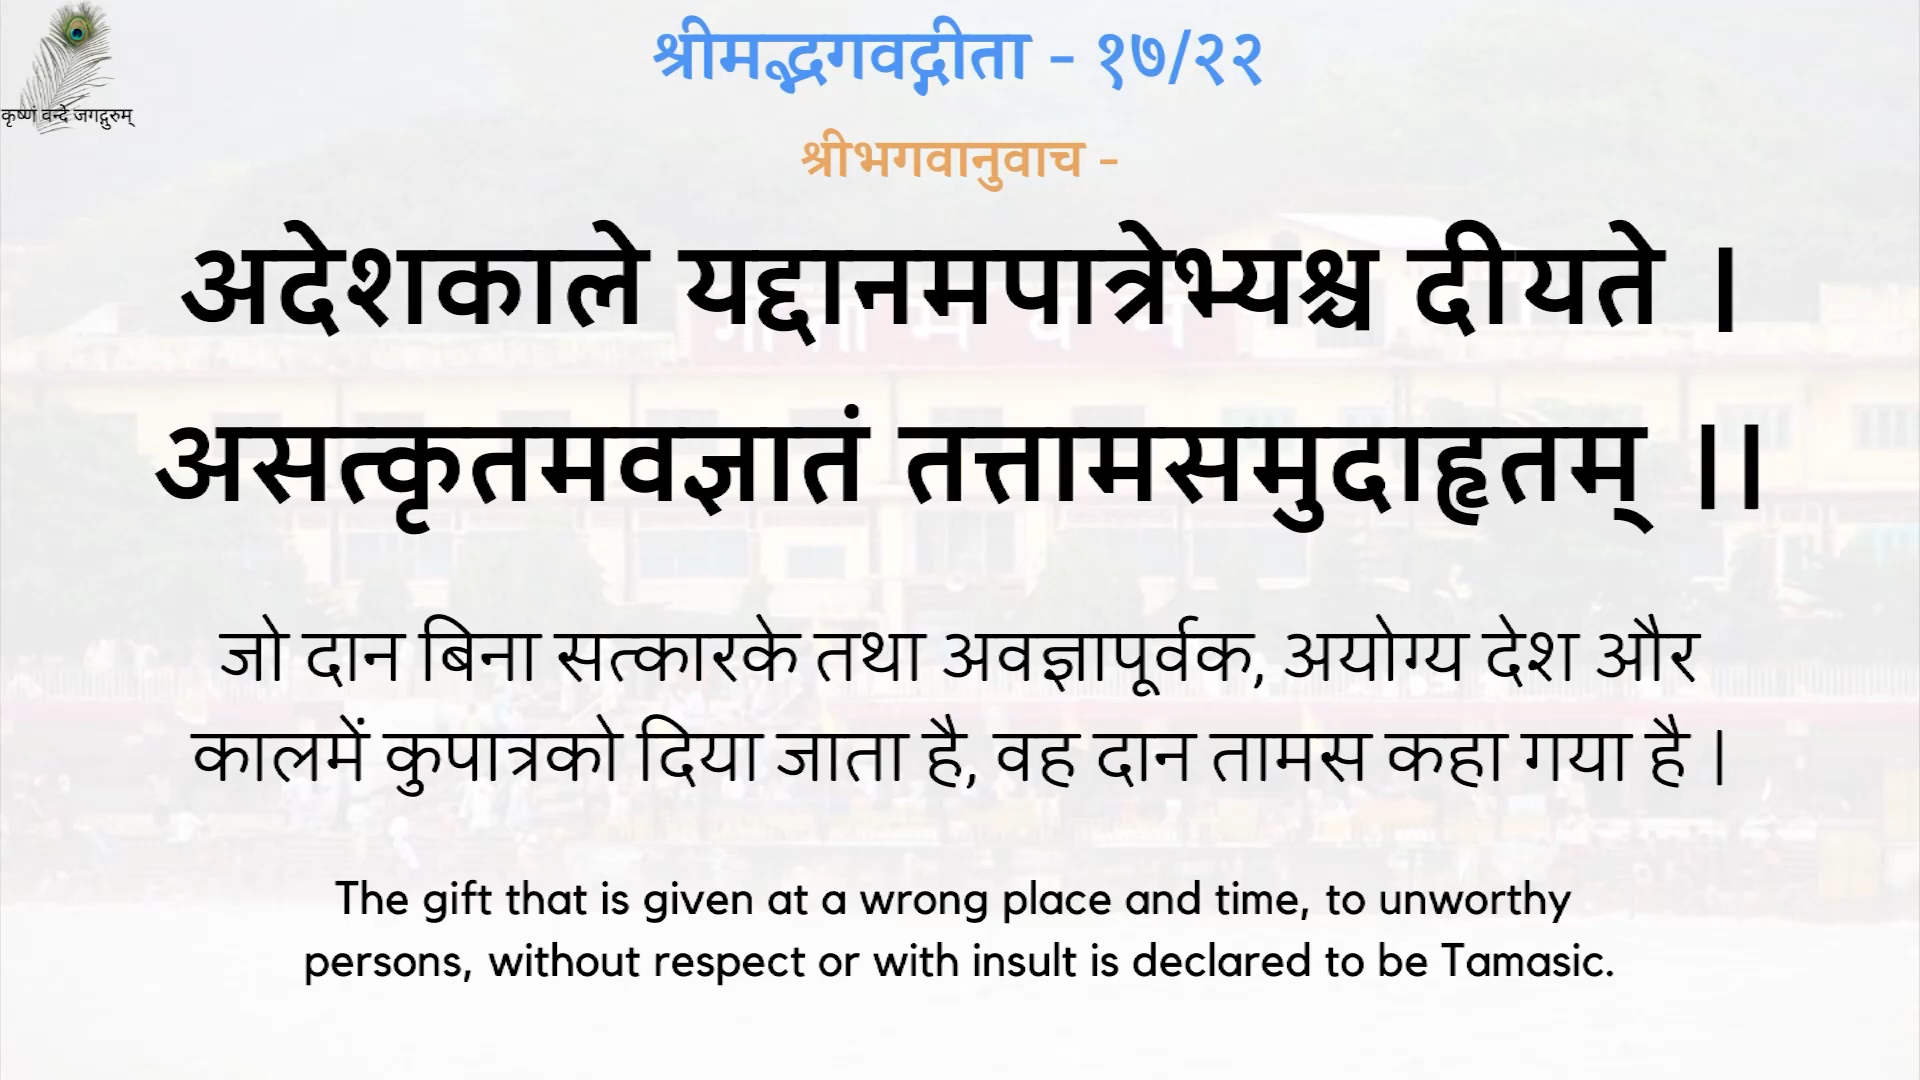 श्रीमद्भगवद्गीता - १७/२२
कृष्णं वन्दे जगद्गुरुम्
श्रीभगवानुवाच -
अदेशकाले यद्दानमपात्रेभ्यश्च दीयते ।
असत्कृतमवज्ञातं तत्तामसमुदाहृतम् ।।
जो दान बिना सत्कारके तथा अवज्ञापूर्वक, अयोग्य देश और
कालमें कुपात्रको दिया जाता है, वह दान तामस कहा गया है ।
The gift that is given at a wrong place and time, to unworthy
persons, without respect or with insult is declared to be Tamasic.